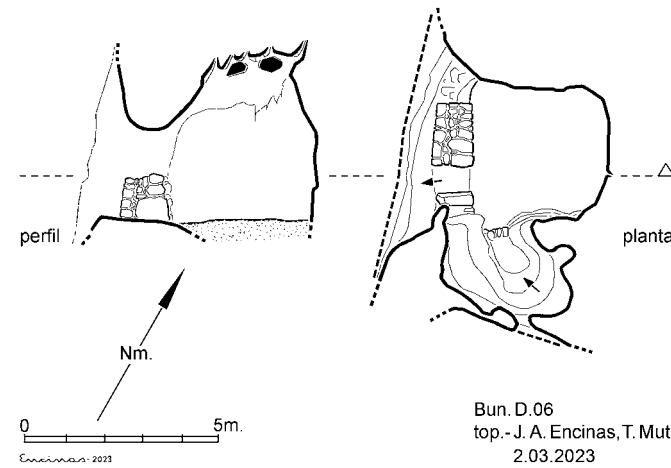 perfil
planta
Nm.
0 5m.
Encinas-2023
Bun. D.06
top.- J. A. Encinas, T. Mut
2.03.2023